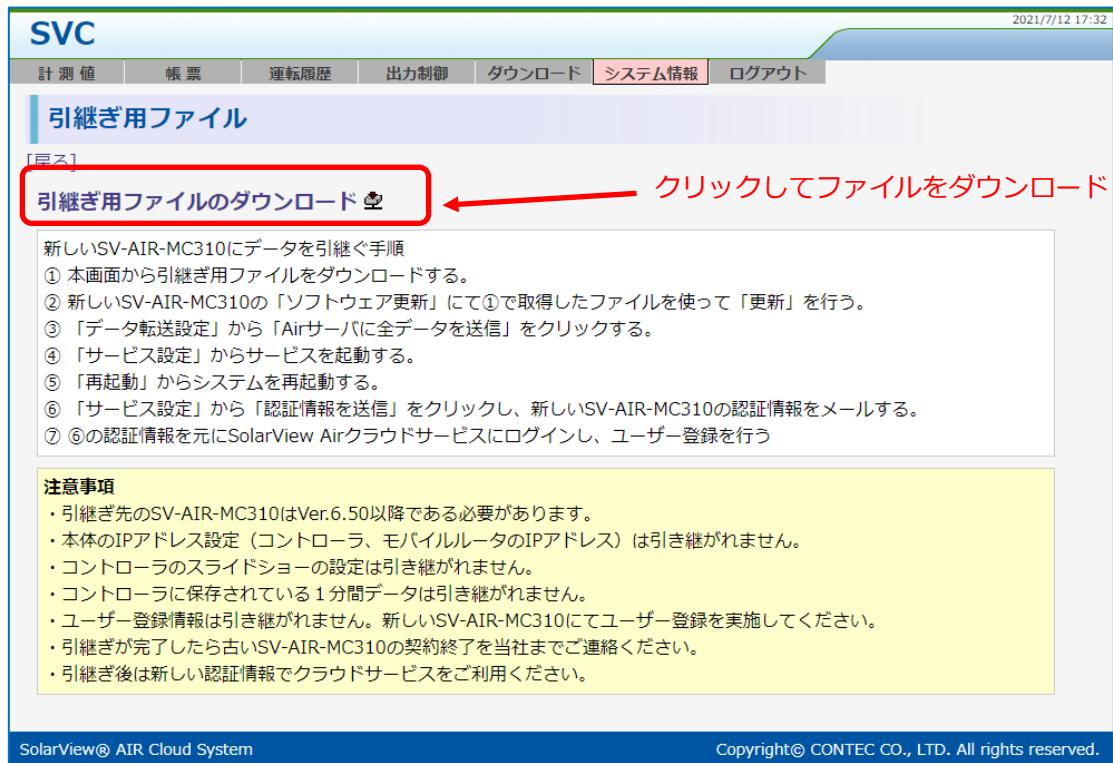 2021/7/12 17:32
SVC
計 測 値 帳 票 運転履歴 出力制御 ダウンロード システム情報 ログアウト
引継ぎ用ファイル
[戻る]
引継ぎ用ファイルのダウンロード
クリックしてファイルをダウンロード
新しいSV-AIR-MC310にデータを引継ぐ手順
① 本画面から引継ぎ用ファイルをダウンロードする。
② 新しいSV-AIR-MC310の「ソフトウェア更新」にて①で取得したファイルを使って「更新」を行う。
③ 「データ転送設定」から「Airサーバに全データを送信」をクリックする。
④ 「サービス設定」からサービスを起動する。
⑤ 「再起動」からシステムを再起動する。
⑥ 「サービス設定」から「認証情報を送信」をクリックし、新しいSV-AIR-MC310の認証情報をメールする。
⑦ ⑥の認証情報を元にSolarView Airクラウドサービスにログインし、ユーザー登録を行う
注意事項
・引継ぎ先のSV-AIR-MC310はVer.6.50以降である必要があります。
・本体のIPアドレス設定（コントローラ、モバイルルータのIPアドレス）は引き継がれません。
・コントローラのスライドショーの設定は引き継がれません。
・コントローラに保存されている１分間データは引き継がれません。
・ユーザー登録情報は引き継がれません。新しいSV-AIR-MC310にてユーザー登録を実施してください。
・引継ぎが完了したら古いSV-AIR-MC310の契約終了を当社までご連絡ください。
・引継ぎ後は新しい認証情報でクラウドサービスをご利用ください。
SolarView® AIR Cloud System Copyright© CONTEC CO., LTD. All rights reserved.